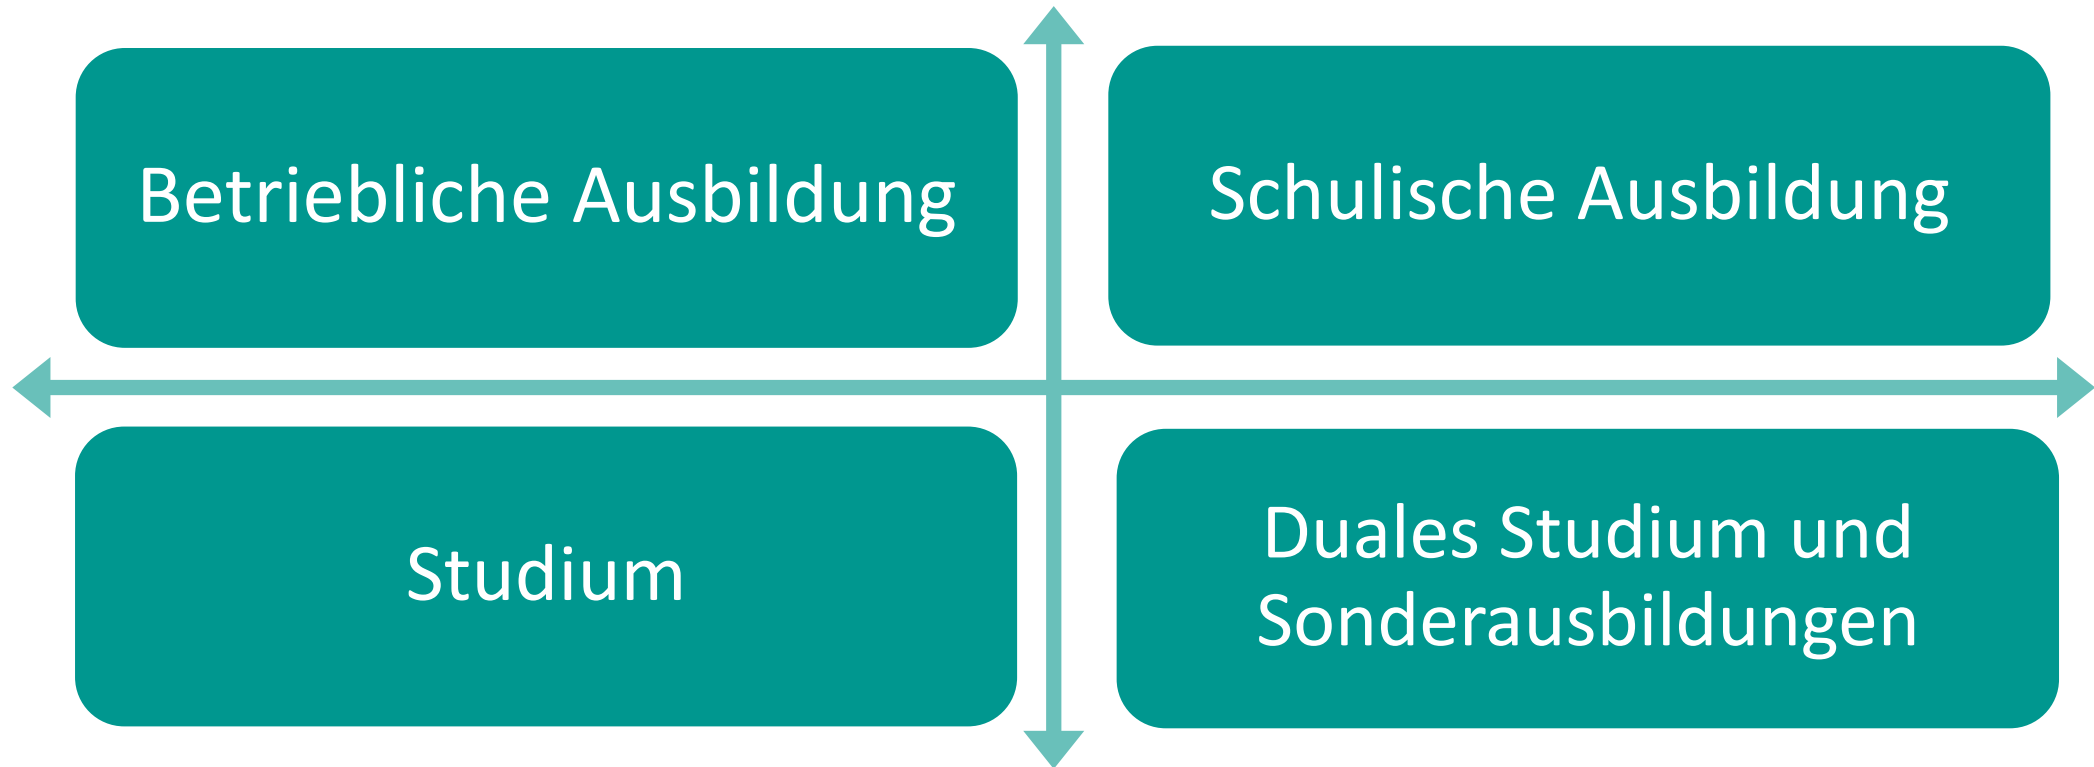 Betriebliche Ausbildung
Schulische Ausbildung
Studium
Duales Studium und
Sonderausbildungen